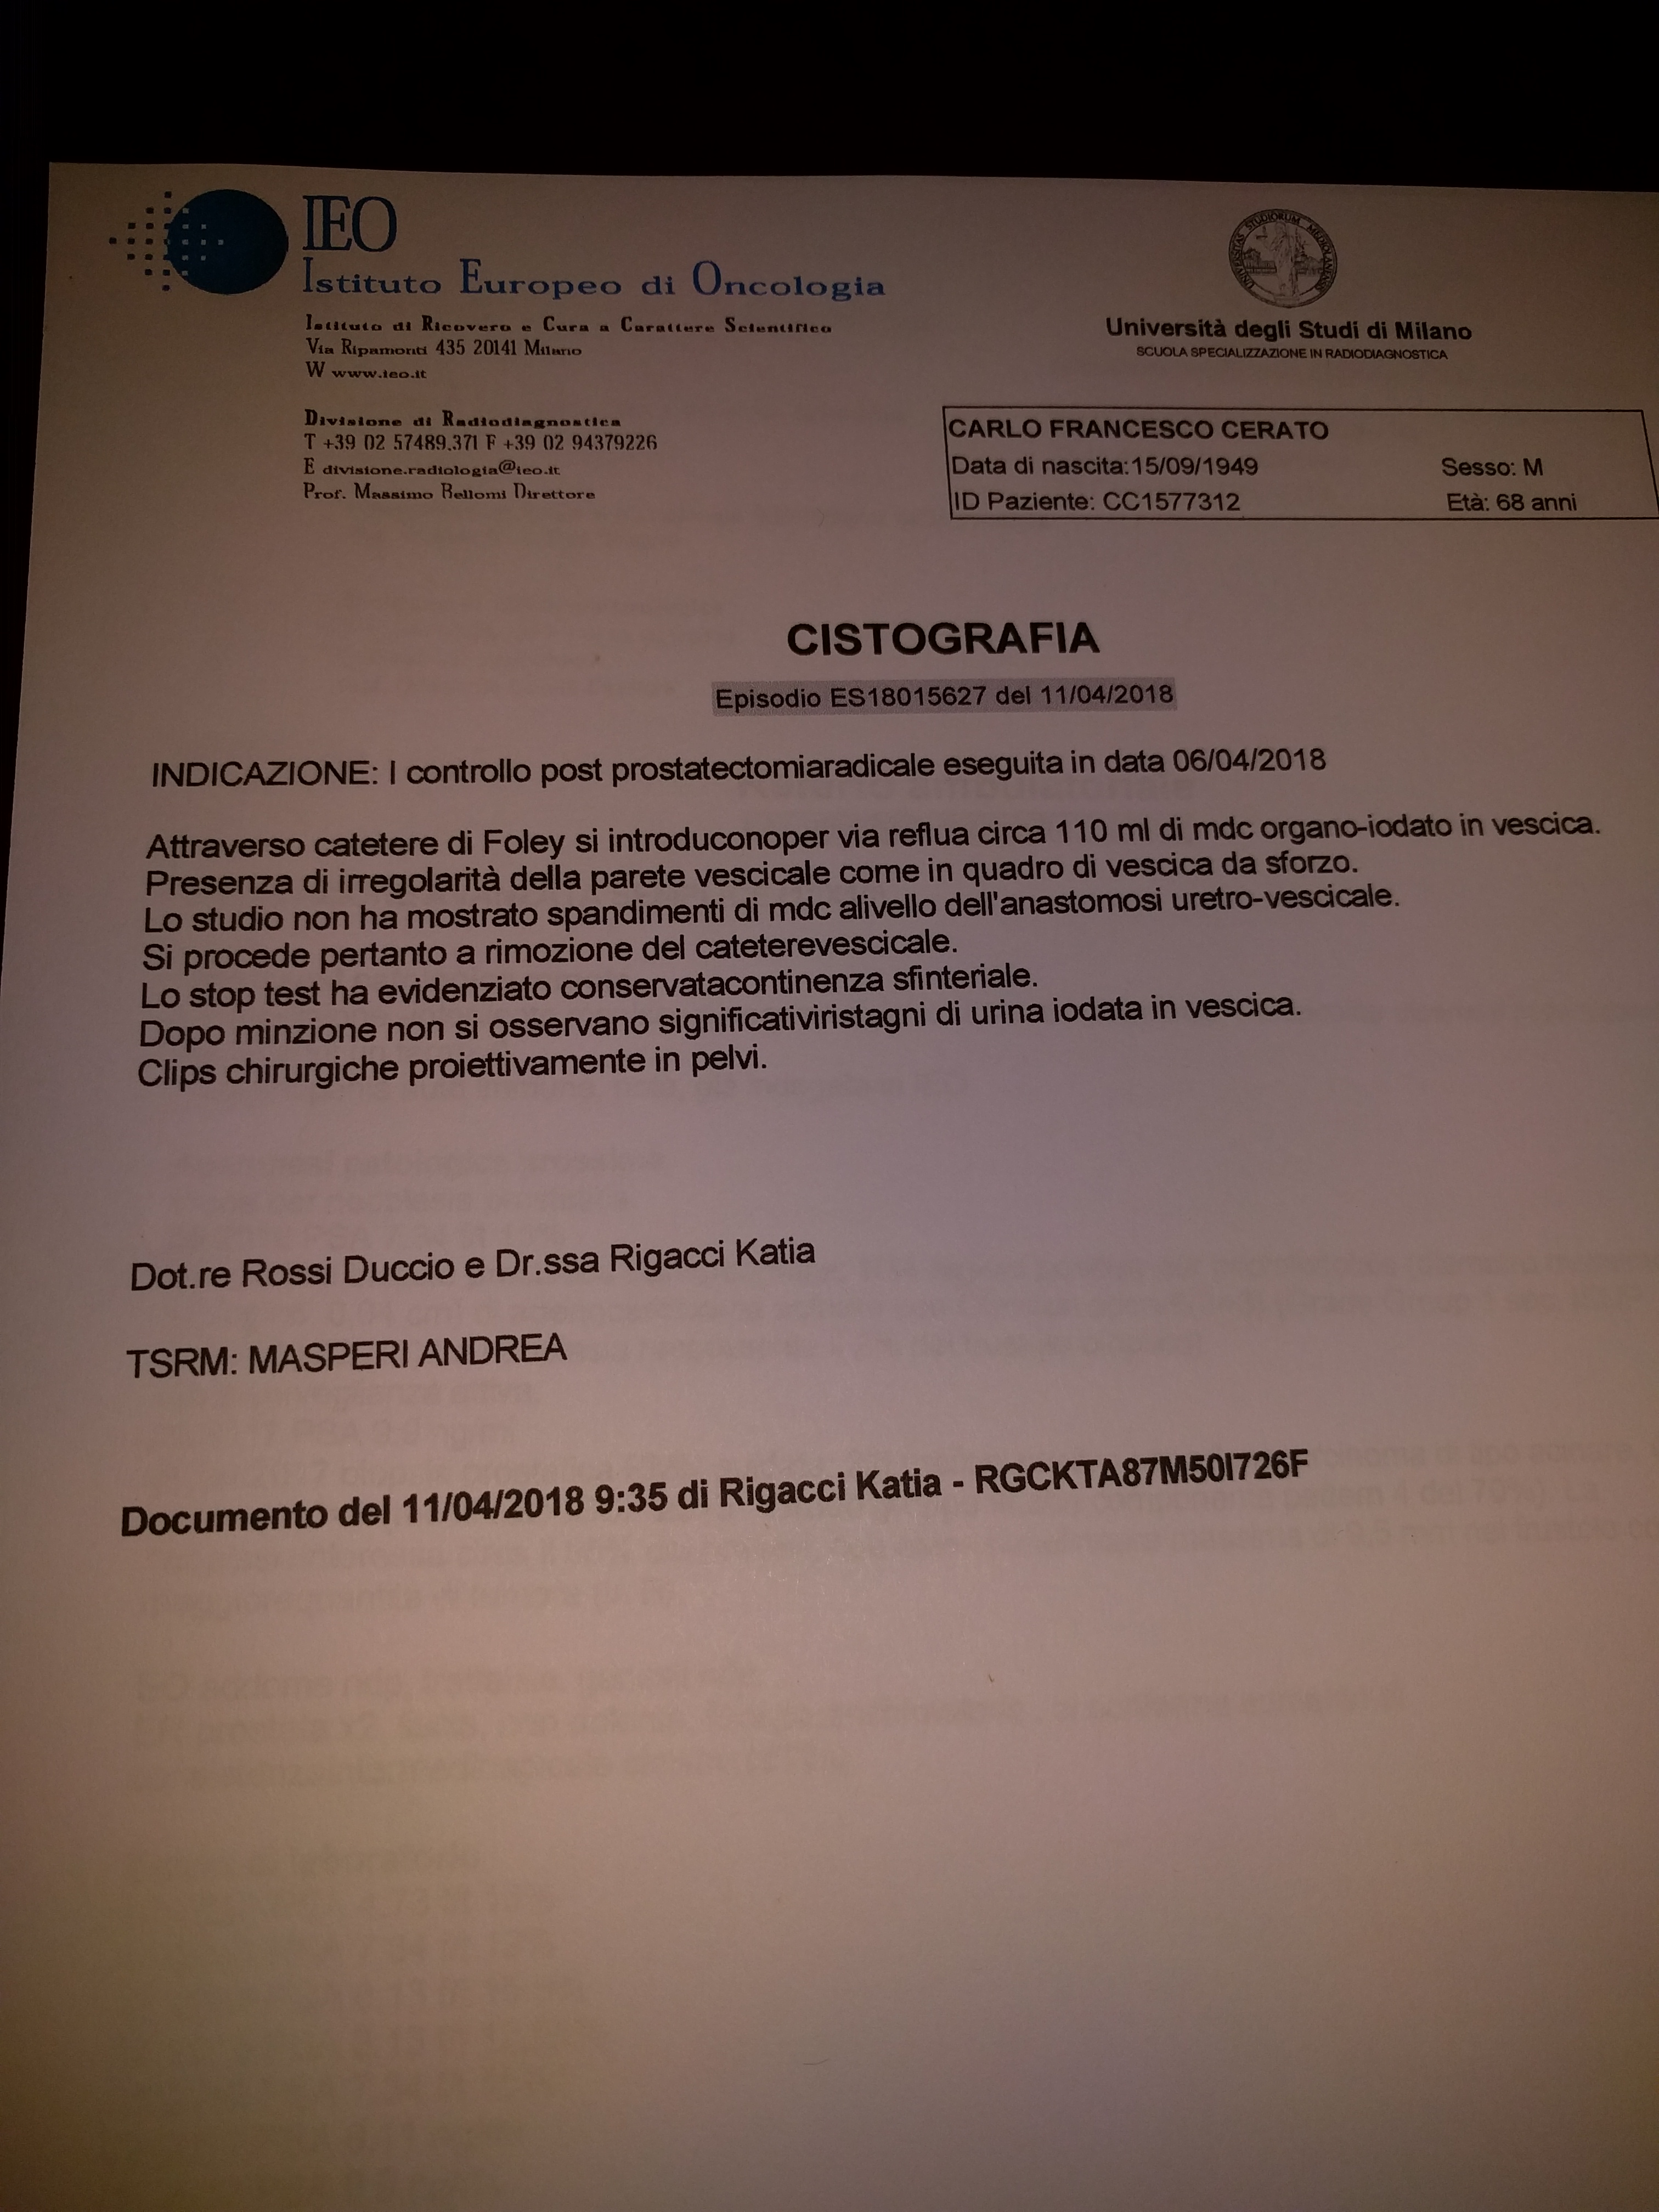 IEO
Istituto Europeo di Oncologia
Istituto di Ricovero e Cura a Carattere Scientifico
Via Ripamonti 435 20141 Milano
W www.ieo.it
UNIVERSITAS STUDIORUM MEDIOLANENSIS
Università degli Studi di Milano
SCUOLA SPECIALIZZAZIONE IN RADIODIAGNOSTICA
Divisione di Radiodiagnostica
T +39 02 57489.371 F +39 02 94379226
E divisione.radiologia@ieo.it
Prof. Massimo Bellomi Direttore
CARLO FRANCESCO CERATO
Data di nascita:15/09/1949 Sesso: M
ID Paziente: CC1577312 Età: 68 anni
CISTOGRAFIA
Episodio ES18015627 del 11/04/2018
INDICAZIONE: I controllo post prostatectomiaradicale eseguita in data 06/04/2018
Attraverso catetere di Foley si introduconoper via reflua circa 110 ml di mdc organo-iodato in vescica.
Presenza di irregolarità della parete vescicale come in quadro di vescica da sforzo.
Lo studio non ha mostrato spandimenti di mdc alivello dell'anastomosi uretro-vescicale.
Si procede pertanto a rimozione del cateterevescicale.
Lo stop test ha evidenziato conservatacontinenza sfinteriale.
Dopo minzione non si osservano significativiristagni di urina iodata in vescica.
Clips chirurgiche proiettivamente in pelvi.
Dot.re Rossi Duccio e Dr.ssa Rigacci Katia
TSRM: MASPERI ANDREA
Documento del 11/04/2018 9:35 di Rigacci Katia - RGCKTA87M50I726F